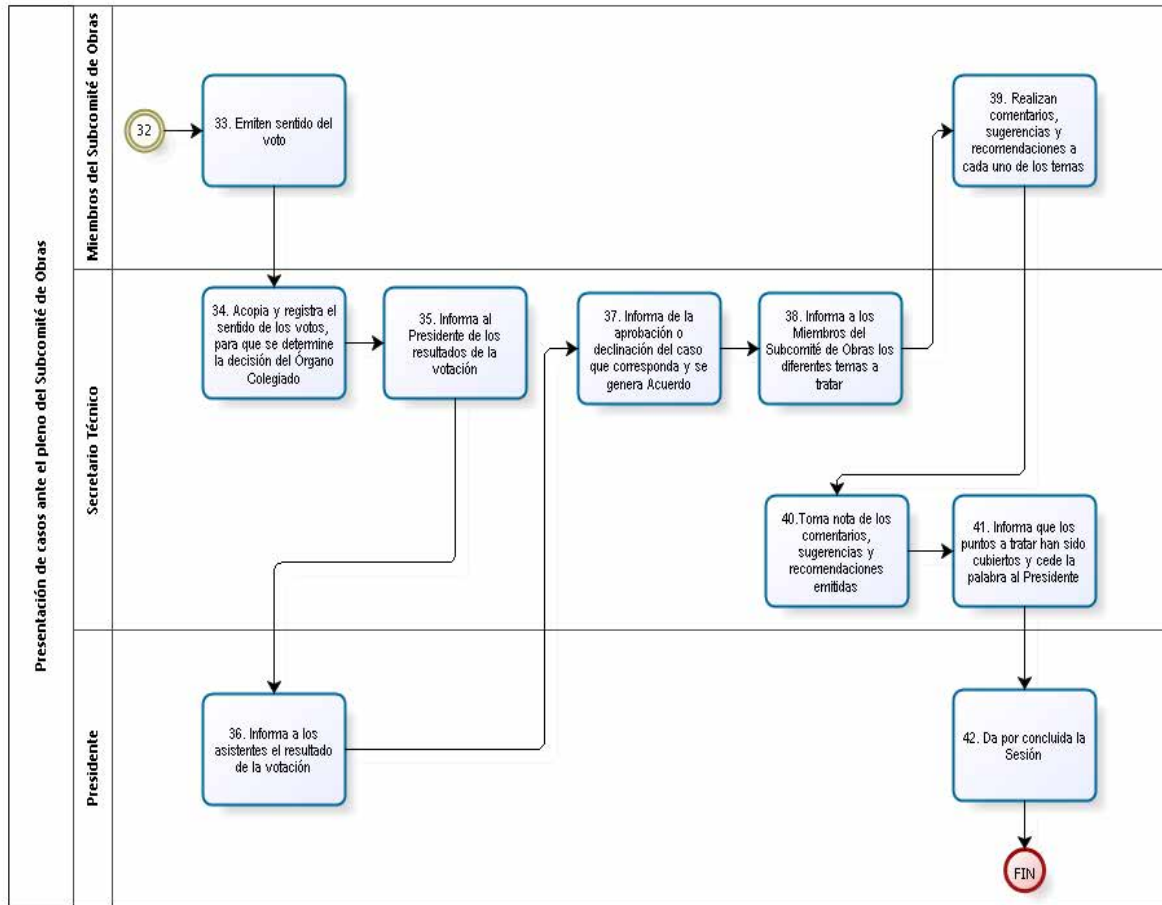 Presentación de casos ante el pleno del Subcomité de Obras
Miembros del Subcomité de Obras
32
33. Emiten sentido del
voto
39. Realizan
comentarios,
sugerencias y
recomendaciones a
cada uno de los temas
Secretario Técnico
34. Acopia y registra el
sentido de los votos,
para que se determine
la decisión del Órgano
Colegiado
35. Informa al
Presidente de los
resultados de la
votación
37. Informa de la
aprobación o
declinación del caso
que corresponda y se
genera Acuerdo
38. Informa a los
Miembros del
Subcomité de Obras los
diferentes temas a
tratar
40.Toma nota de los
comentarios,
sugerencias y
recomendaciones
emitidas
41. Informa que los
puntos a tratar han sido
cubiertos y cede la
palabra al Presidente
Presidente
36. Informa a los
asistentes el resultado
de la votación
42. Da por concluida la
Sesión
FIN